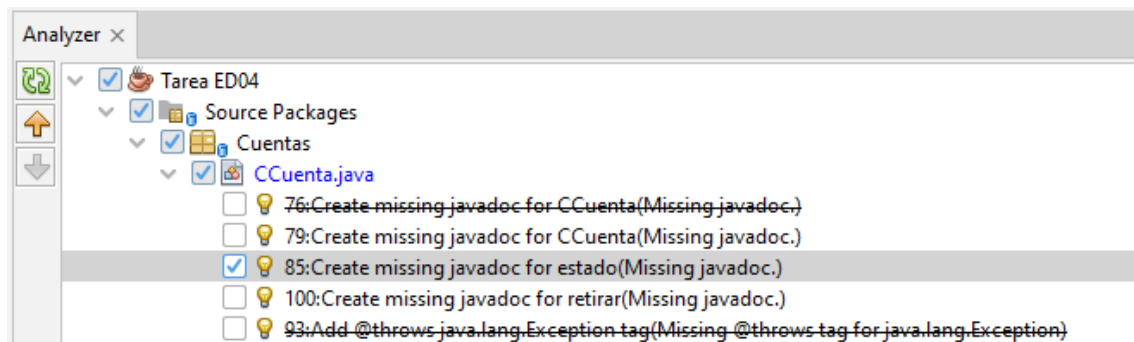 Analyzer ×
Tarea ED04
Source Packages
Cuentas
CCuenta.java
76:Create missing javadoc for CCuenta(Missing javadoc.)
79:Create missing javadoc for CCuenta(Missing javadoc.)
85:Create missing javadoc for estado(Missing javadoc.)
100:Create missing javadoc for retirar(Missing javadoc.)
93:Add @throws java.lang.Exception tag(Missing @throws tag for java.lang.Exception)